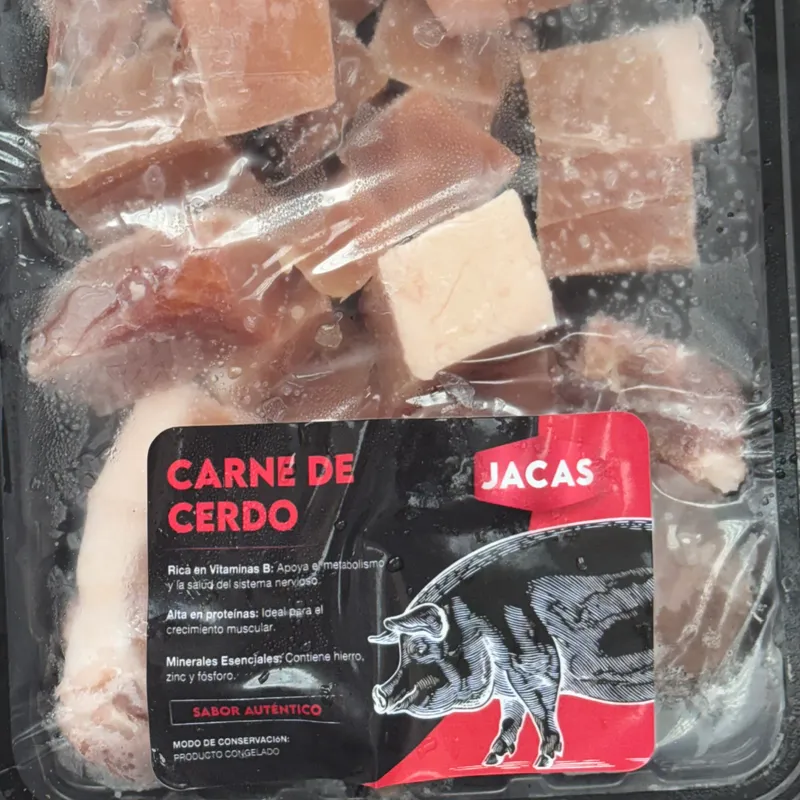 CARNE DE
CERDO
JACAS
Rica en Vitaminas B: Apoya el metabolismo
y la salud del sistema nervioso.
Alta en proteínas: Ideal para el
crecimiento muscular.
Minerales Esenciales: Contiene hierro,
zinc y fósforo.
SABOR AUTÉNTICO
MODO DE CONSERVACIóN:
PRODUCTO CONGELADO